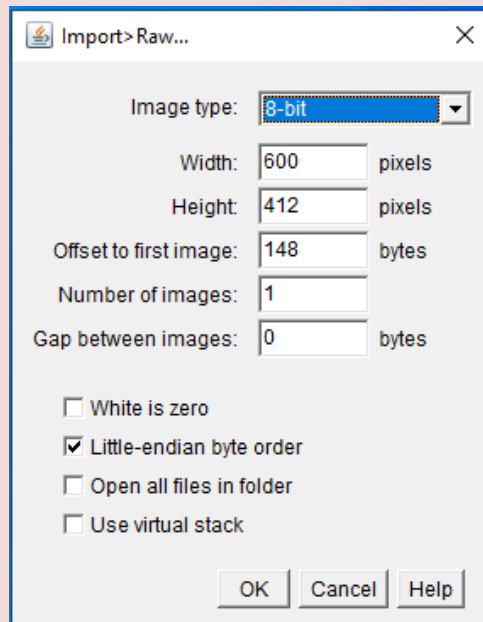 Import>Raw...
Image type: 8-bit
Width: 600 pixels
Height: 412 pixels
Offset to first image: 148 bytes
Number of images: 1
Gap between images: 0 bytes
White is zero
Little-endian byte order
Open all files in folder
Use virtual stack
OK Cancel Help